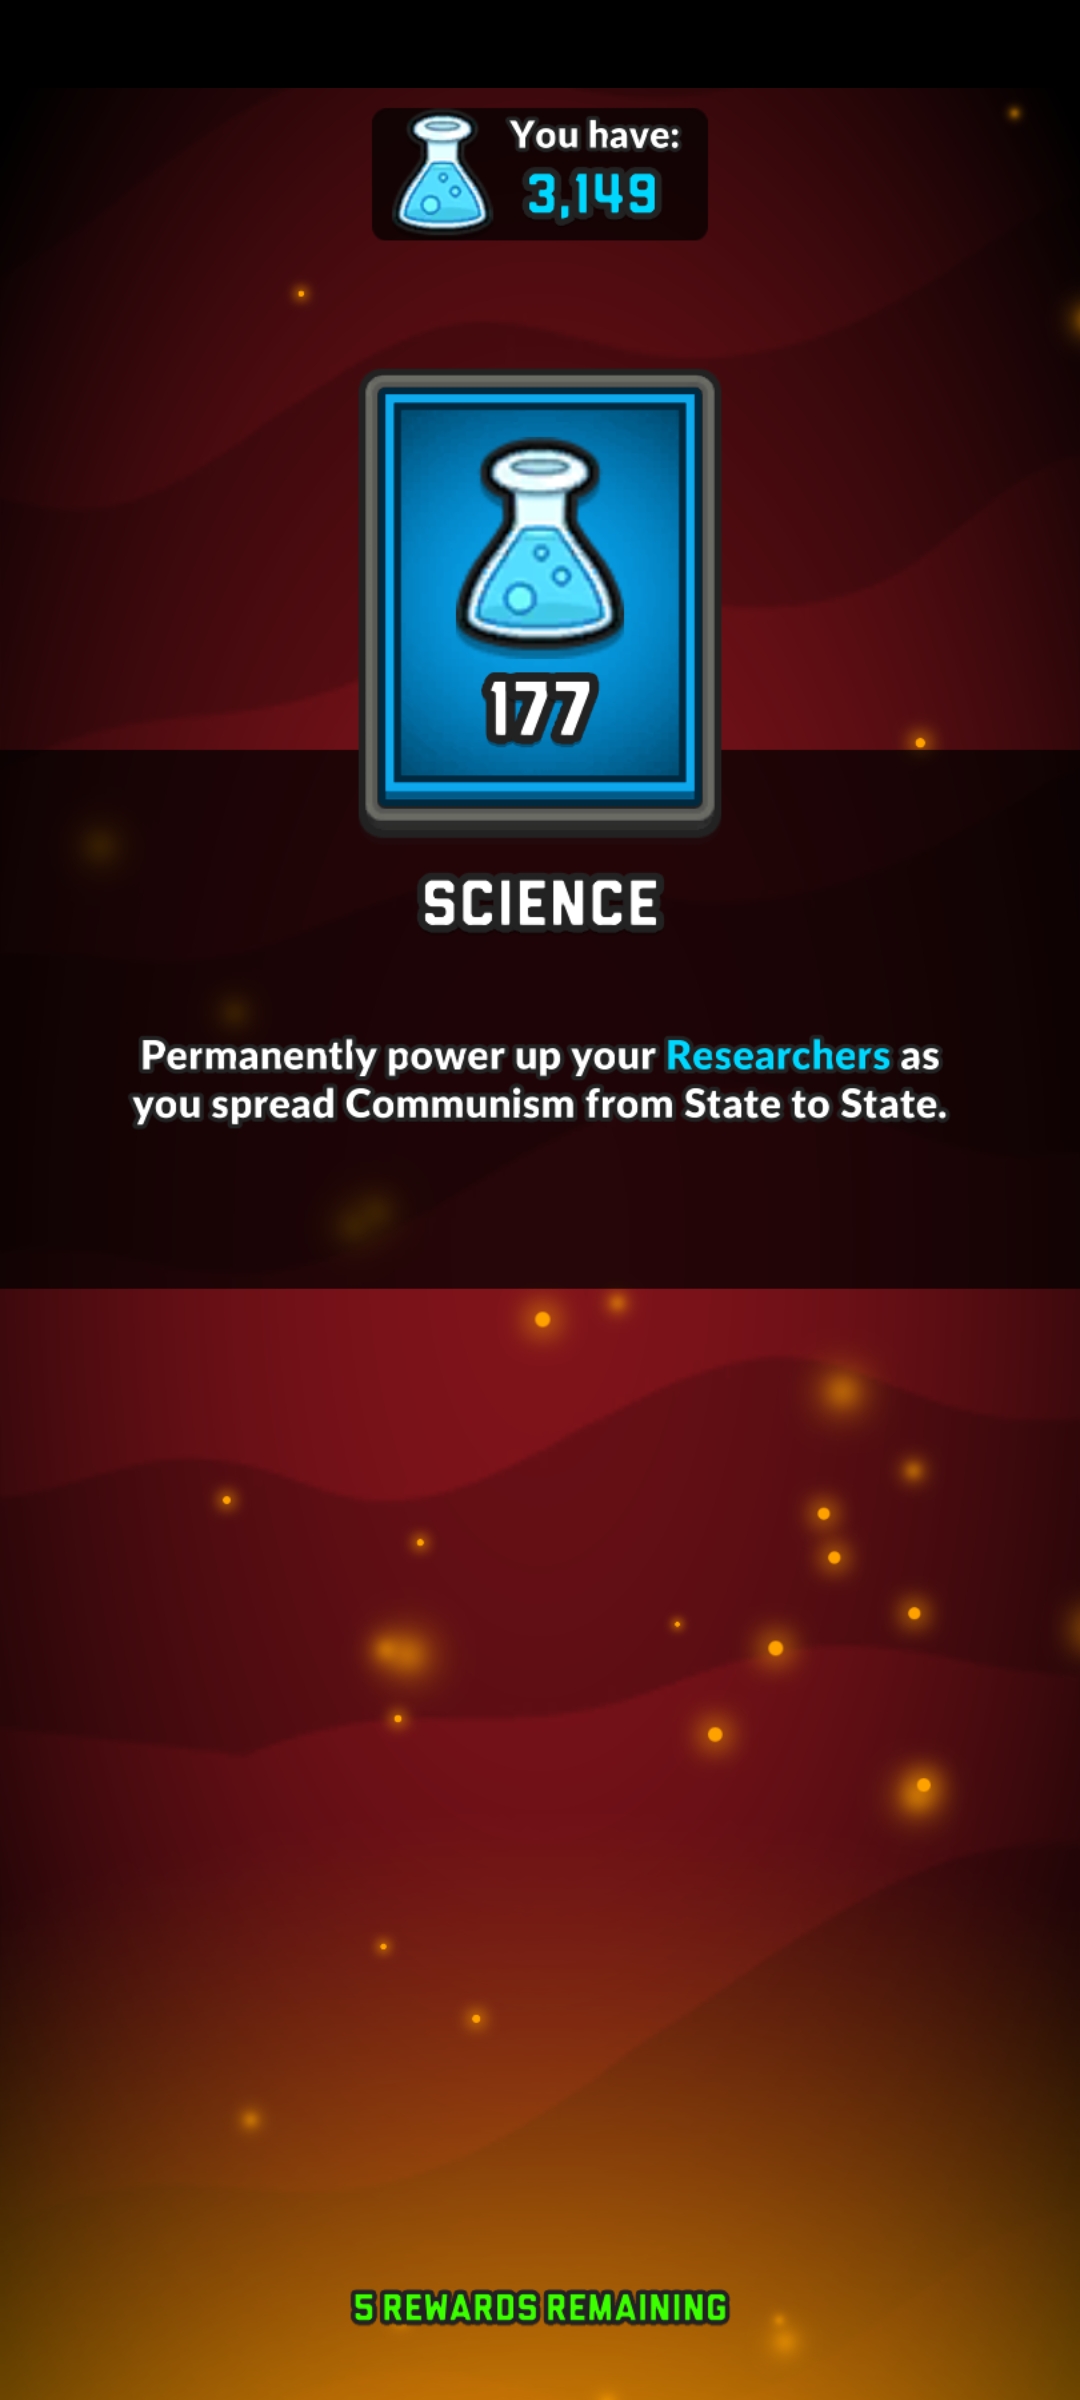 You have:
3,149
177
SCIENCE
Permanently power up your Researchers as
you spread Communism from State to State.
5 REWARDS REMAINING